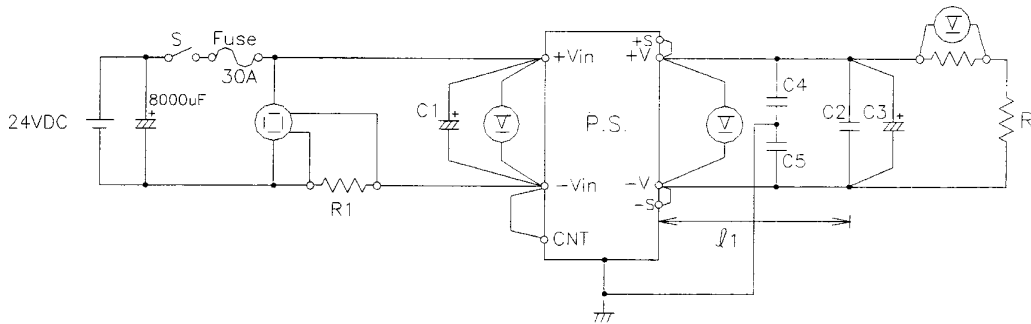 S
Fuse
30A
24VDC
+
8000uF
R1
C1
+
V
+Vin
-Vin
CNT
P.S.
+S
+V
-V
-S
V
C4
C5
C2
C3
+
V
R
ℓ1